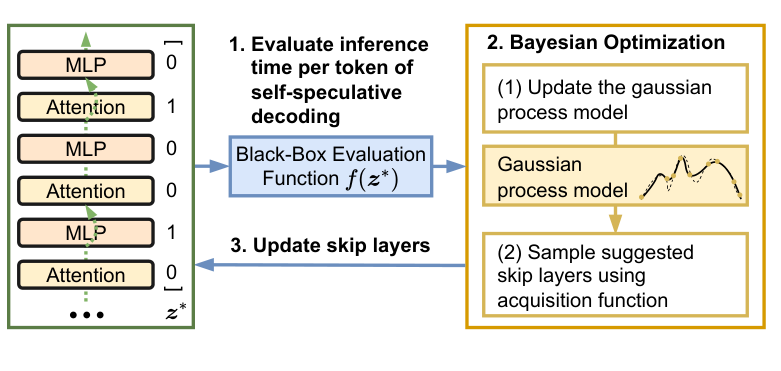 ]
MLP 0
Attention 1
MLP 0
Attention 0
MLP 1
Attention 0
[
••• z*
1. Evaluate inference
time per token of
self-speculative
decoding
Black-Box Evaluation
Function f(z*)
3. Update skip layers
2. Bayesian Optimization
(1) Update the gaussian
process model
Gaussian
process model
(2) Sample suggested
skip layers using
acquisition function